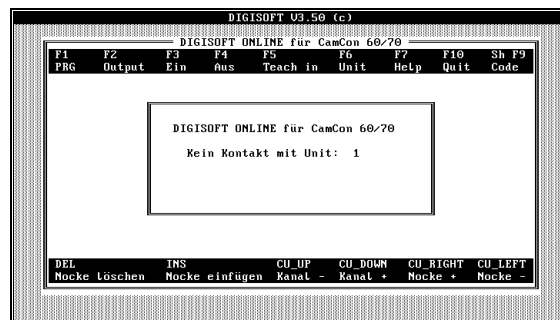 DIGISOFT V3.50 (c)
DIGISOFT ONLINE für CamCon 60/70
F1 F2 F3 F4 F5 F6 F7 F10 Sh F9
PRG Output Ein Aus Teach in Unit Help Quit Code
DIGISOFT ONLINE für CamCon 60/70
Kein Kontakt mit Unit: 1
DEL INS CU_UP CU_DOWN CU_RIGHT CU_LEFT
Nocke löschen Nocke einfügen Kanal - Kanal + Nocke + Nocke -